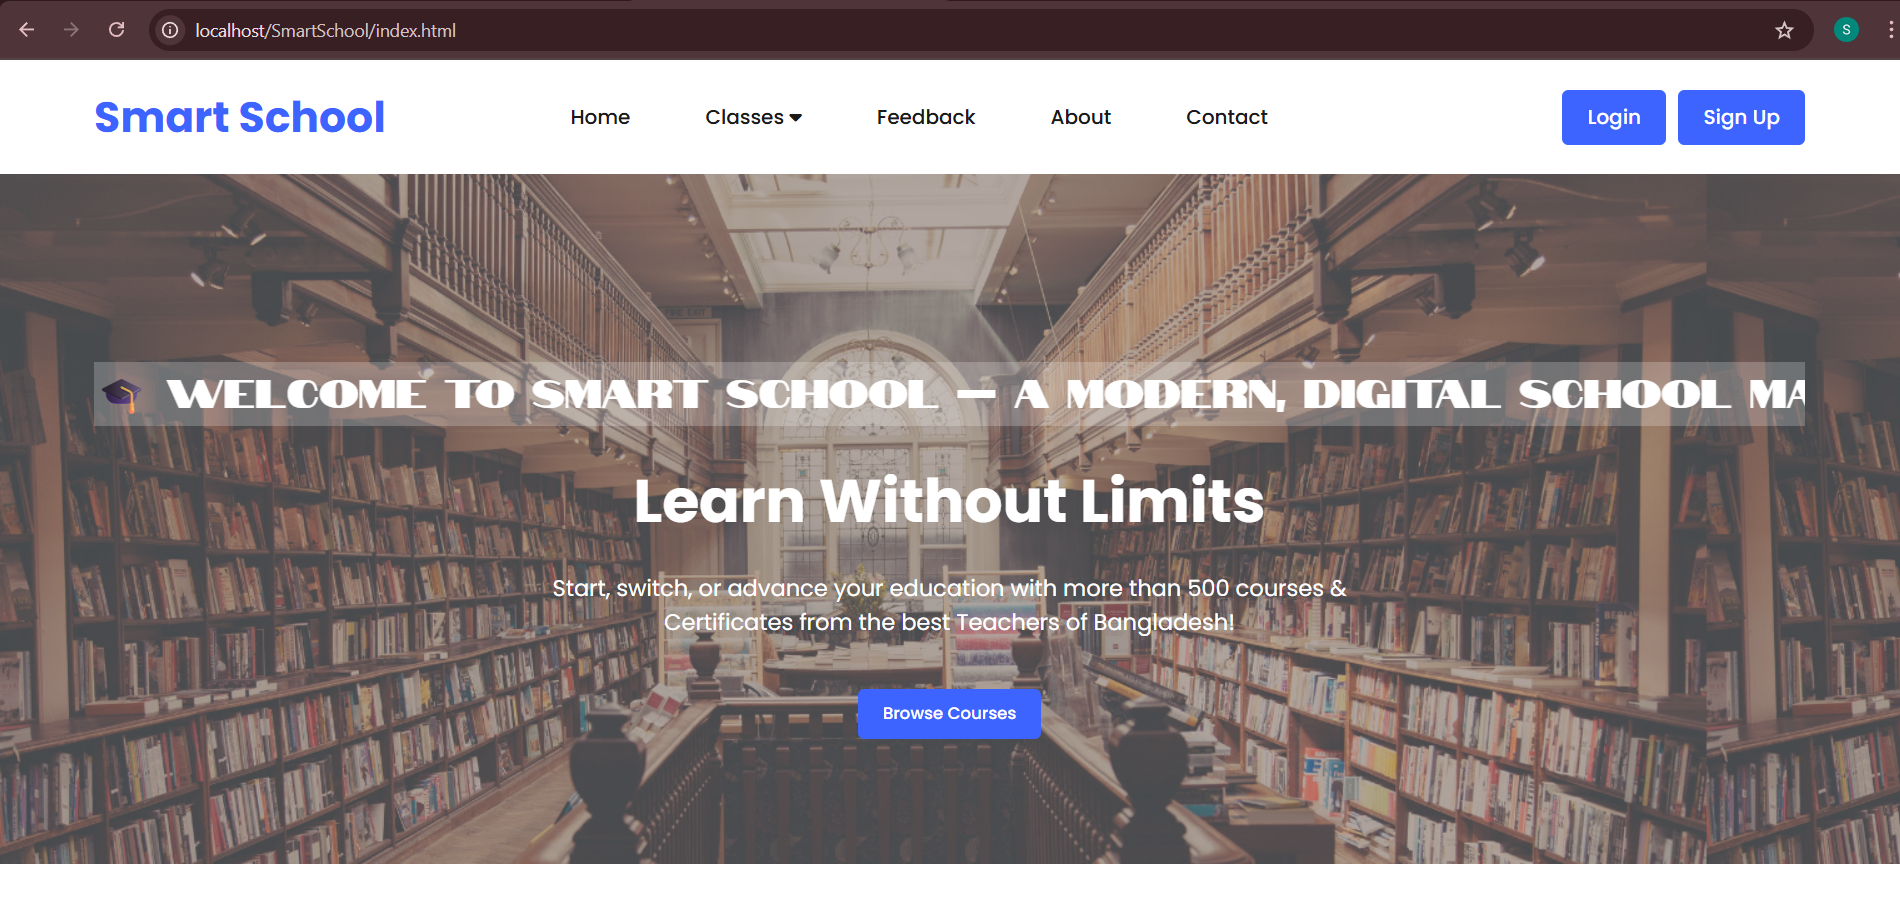 localhost/SmartSchool/index.html
S
Smart School
Home
Classes
Feedback
About
Contact
Login
Sign Up
WELCOME TO SMART SCHOOL — A MODERN, DIGITAL SCHOOL MA
Learn Without Limits
Start, switch, or advance your education with more than 500 courses &
Certificates from the best Teachers of Bangladesh!
Browse Courses